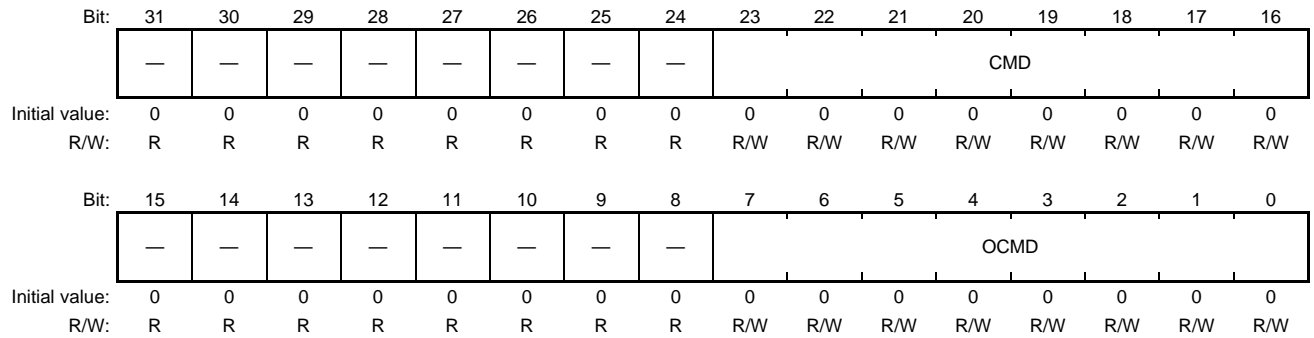 Bit: 31 30 29 28 27 26 25 24 23 22 21 20 19 18 17 16
— — — — — — — — CMD
Initial value: 0 0 0 0 0 0 0 0 0 0 0 0 0 0 0 0
R/W: R R R R R R R R R/W R/W R/W R/W R/W R/W R/W R/W
Bit: 15 14 13 12 11 10 9 8 7 6 5 4 3 2 1 0
— — — — — — — — OCMD
Initial value: 0 0 0 0 0 0 0 0 0 0 0 0 0 0 0 0
R/W: R R R R R R R R R/W R/W R/W R/W R/W R/W R/W R/W